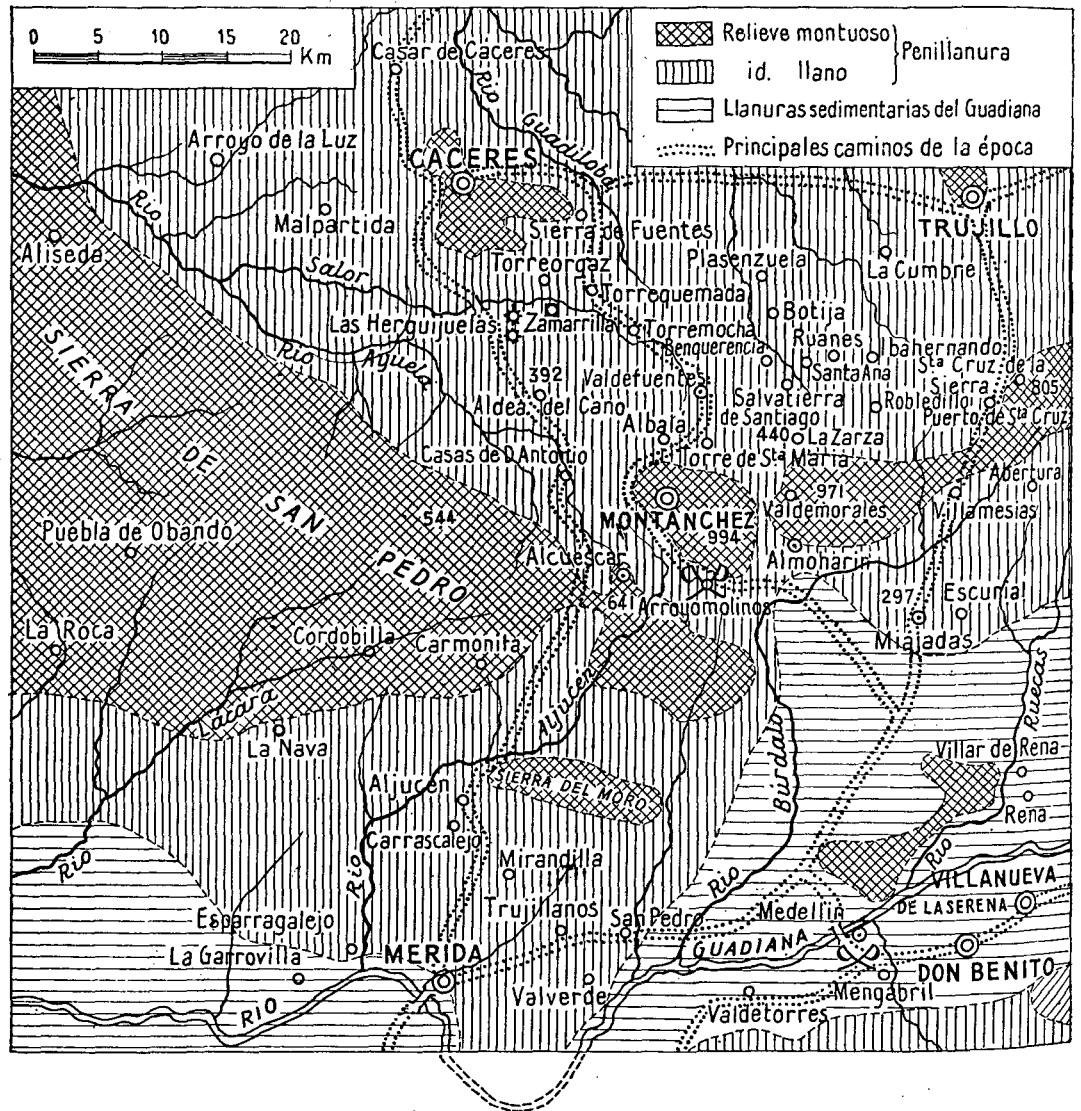 0 5 10 15 20 Km
Relieve montuoso
id. llano
Penillanura
Llanuras sedimentarias del Guadiana
Principales caminos de la época
Casar de Cáceres
Rio Guadiloba
Arroyo de la Luz
CACERES
TRUJILLO
Malpartida
Sierra de Fuentes
Rio Salor
Aliseda
Torreorgaz
Plasenzuela
La Cumbre
Torrequemada
Las Herguijuelas
Zamarrilla
Torremocha
Botija
Ruanes
Ibahernando
Benquerencia
Santa Ana
Sta Cruz de la Sierra
805
Rio Ayuela
392
Valdefuentes
Aldea del Cano
Salvatierra de Santiago
Robledillo
Puerto de Sta Cruz
Albala
440
La Zarza
Casas de D. Antonio
Torre de Sta Maria
SIERRA DE SAN PEDRO
971
Valdemorales
Abertura
Villamesias
544
MONTANCHEZ
994
Puebla de Obando
Alcuescar
Almoharin
641
Arroyomolinos
297
Escurial
La Roca
Cordobilla
Carmonita
Miajadas
Lácara
Aljucén
Ruecas
La Nava
Burdalo
Villar de Rena
SIERRA DEL MORO
Aljucén
Rena
Carrascalejo
Rio
Mirandilla
Rio
Rio
Rio
VILLANUEVA
DE LA SERENA
Esparragalejo
Trujillanos
San Pedro
Medellin
La Garrovilla
MERIDA
GUADIANA
DON BENITO
RIO
Valverde
Mengabril
Valdetorres